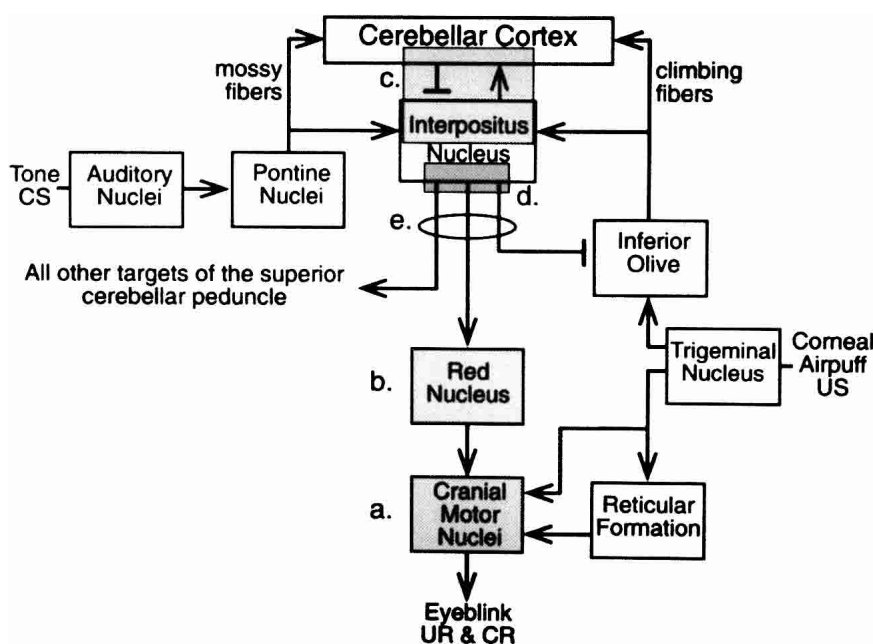 Cerebellar Cortex
mossy
fibers
c.
climbing
fibers
Interpositus
Nucleus
Tone
CS
Auditory
Nuclei
Pontine
Nuclei
d.
e.
Inferior
Olive
All other targets of the superior
cerebellar peduncle
Trigeminal
Nucleus
Corneal
Airpuff
US
b.
Red
Nucleus
a.
Cranial
Motor
Nuclei
Reticular
Formation
Eyeblink
UR & CR